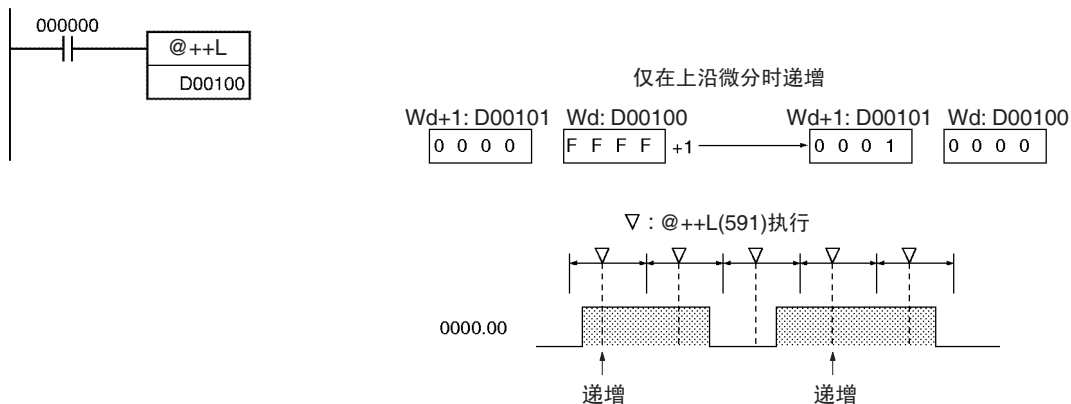 000000
@++L
D00100
仅在上沿微分时递增
Wd+1: D00101 Wd: D00100 Wd+1: D00101 Wd: D00100
0 0 0 0 F F F F +1 0 0 0 1 0 0 0 0
∇ : @++L(591)执行
0000.00
递增 递增